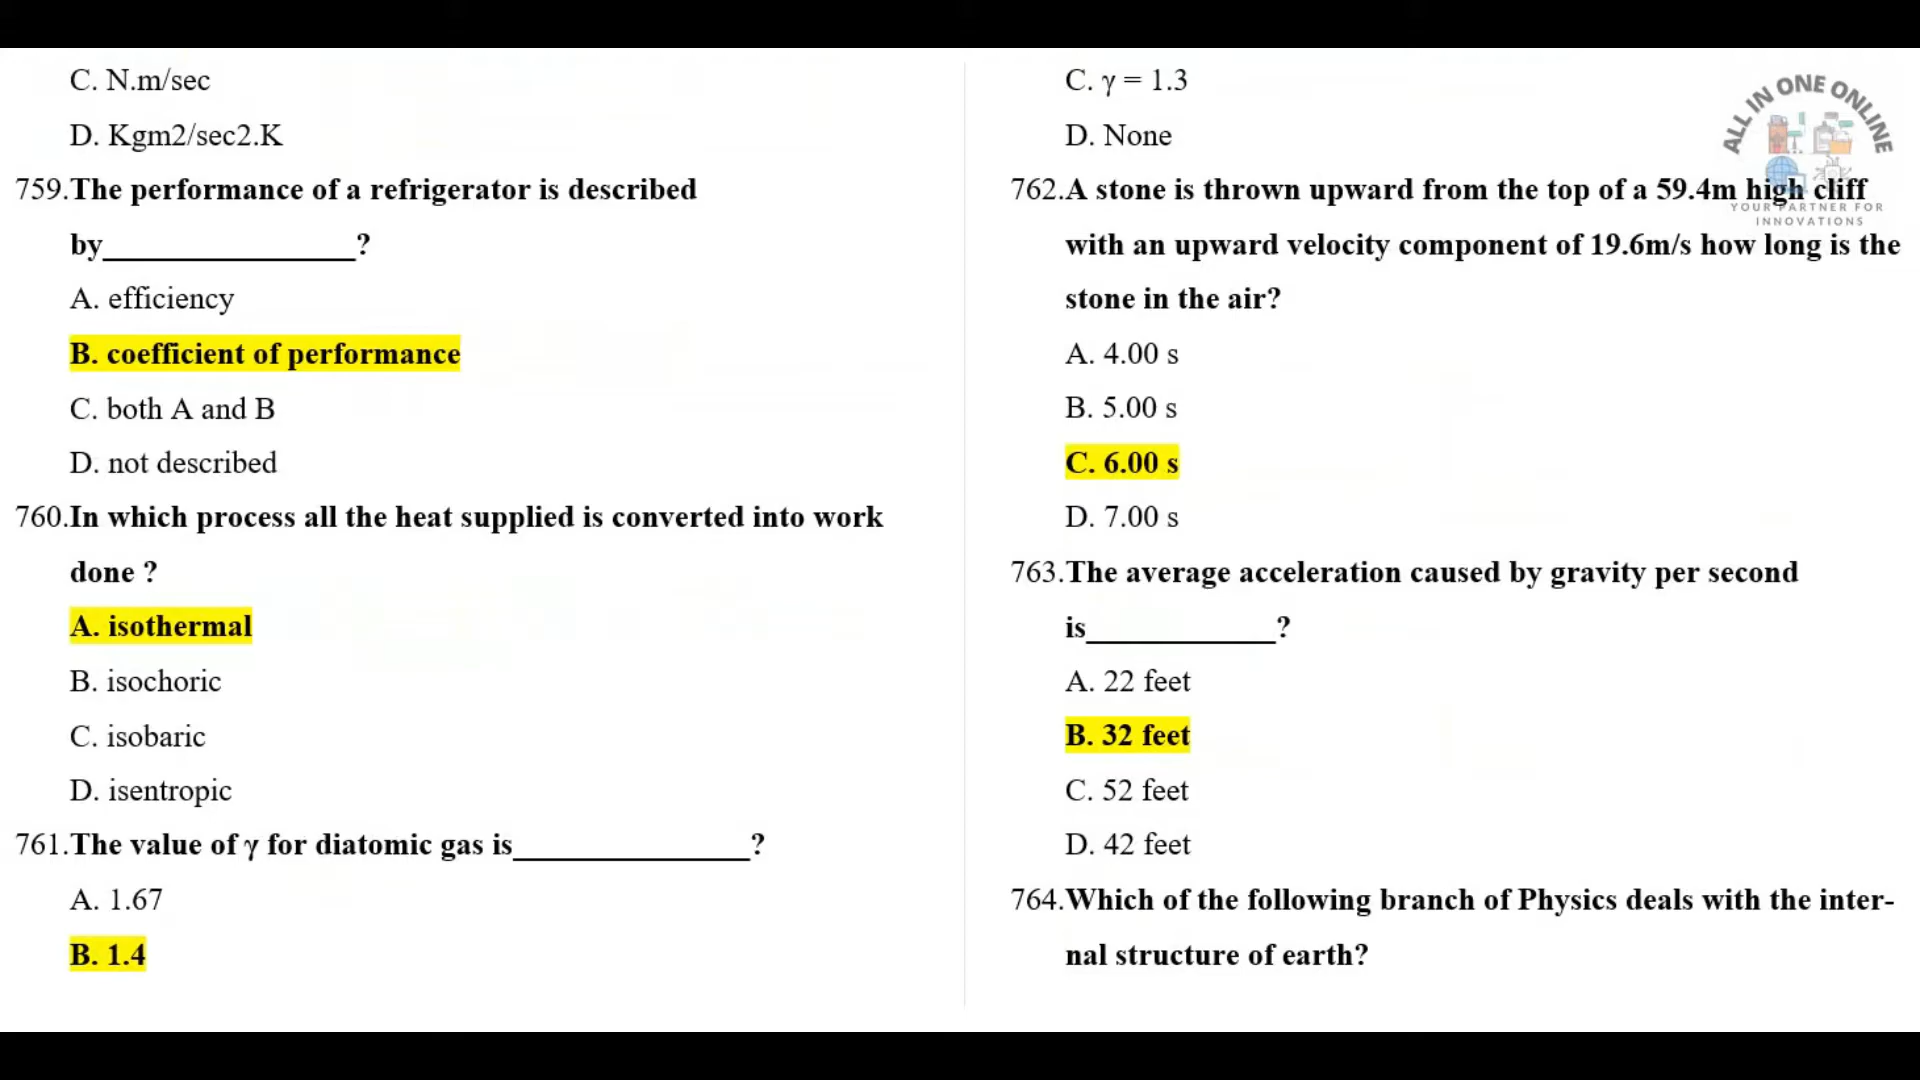 C. N.m/sec
D. Kgm2/sec2.K
759.The performance of a refrigerator is described
by________________?
A. efficiency
B. coefficient of performance
C. both A and B
D. not described
760.In which process all the heat supplied is converted into work
done ?
A. isothermal
B. isochoric
C. isobaric
D. isentropic
761.The value of γ for diatomic gas is_______________?
A. 1.67
B. 1.4
C. γ = 1.3
D. None
762.A stone is thrown upward from the top of a 59.4m high cliff
with an upward velocity component of 19.6m/s how long is the
stone in the air?
A. 4.00 s
B. 5.00 s
C. 6.00 s
D. 7.00 s
763.The average acceleration caused by gravity per second
is____________?
A. 22 feet
B. 32 feet
C. 52 feet
D. 42 feet
764.Which of the following branch of Physics deals with the inter-
nal structure of earth?
ALL IN ONE ONLINE
YOUR PARTNER FOR
INNOVATIONS